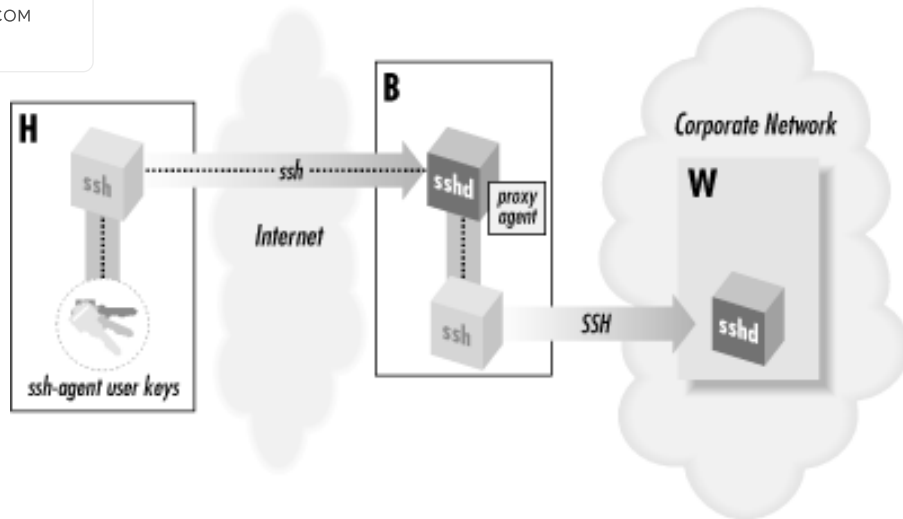 COM
H
ssh
ssh-agent user keys
ssh
Internet
B
sshd
proxy
agent
ssh
SSH
Corporate Network
W
sshd